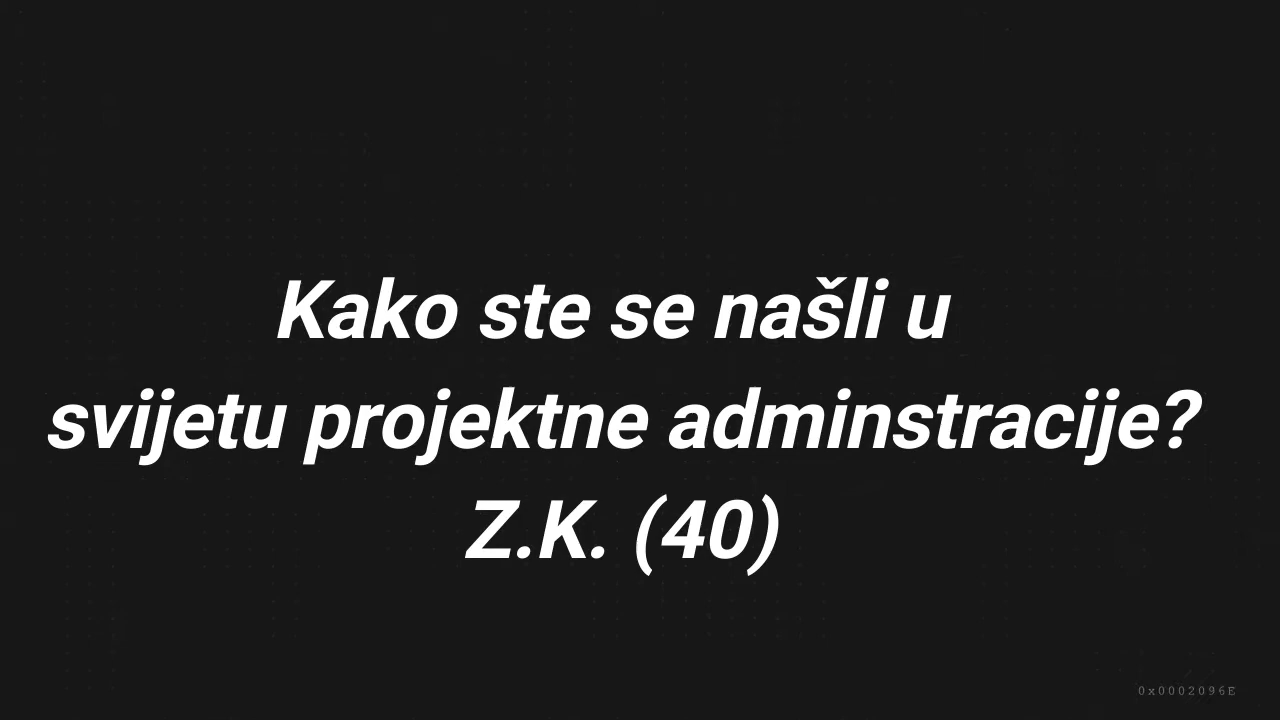 Kako ste se našli u
svijetu projektne adminstracije?
Z.K. (40)
0x0002096E